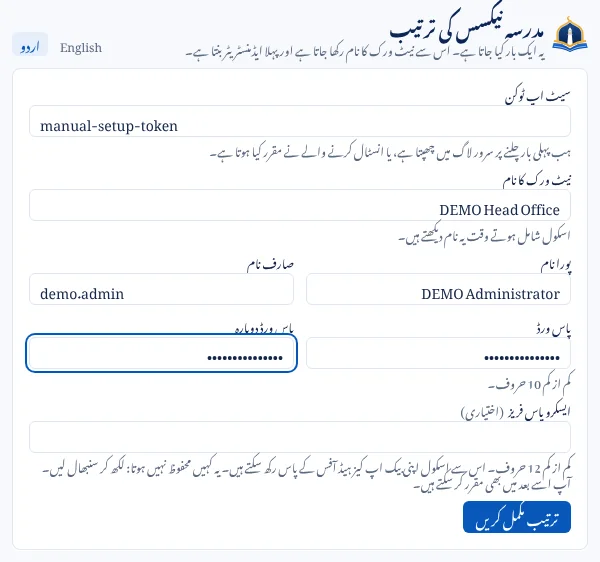 مدرسہ نیکسس کی ترتیب
یہ ایک بار کیا جاتا ہے۔ اس سے نیٹ ورک کا نام رکھا جاتا ہے اور پہلا ایڈمنسٹریٹر بنتا ہے۔
English
اردو
سیٹ اپ ٹوکن
manual-setup-token
یہ پہلی بار چلنے پر سرور لاگ میں چھپتا ہے، یا انسٹال کرنے والے نے مقرر کیا ہوتا ہے۔
نیٹ ورک کا نام
DEMO Head Office
اسکول شامل ہوتے وقت یہ نام دیکھتے ہیں۔
پورا نام
صارف نام
DEMO Administrator
demo.admin
پاس ورڈ
پاس ورڈ دوبارہ
•••••••••••••••
•••••••••••••••
کم از کم 10 حروف۔
ایسکرو پاس فریز (اختیاری)
کم از کم 12 حروف۔ اس سے اسکول اپنی بیک اپ کیز ہیڈ آفس کے پاس رکھ سکتے ہیں۔ یہ کہیں محفوظ نہیں ہوتا: لکھ کر سنبھال لیں۔
آپ اسے بعد میں بھی مقرر کر سکتے ہیں۔
ترتیب مکمل کریں